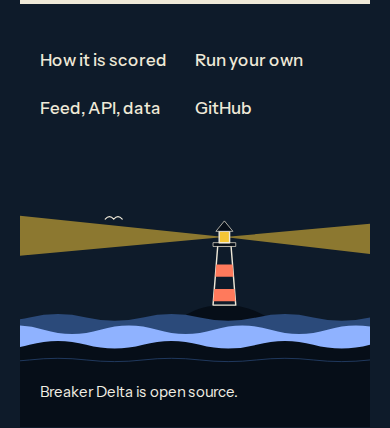 How it is scored
Run your own
Feed, API, data
GitHub
Breaker Delta is open source.